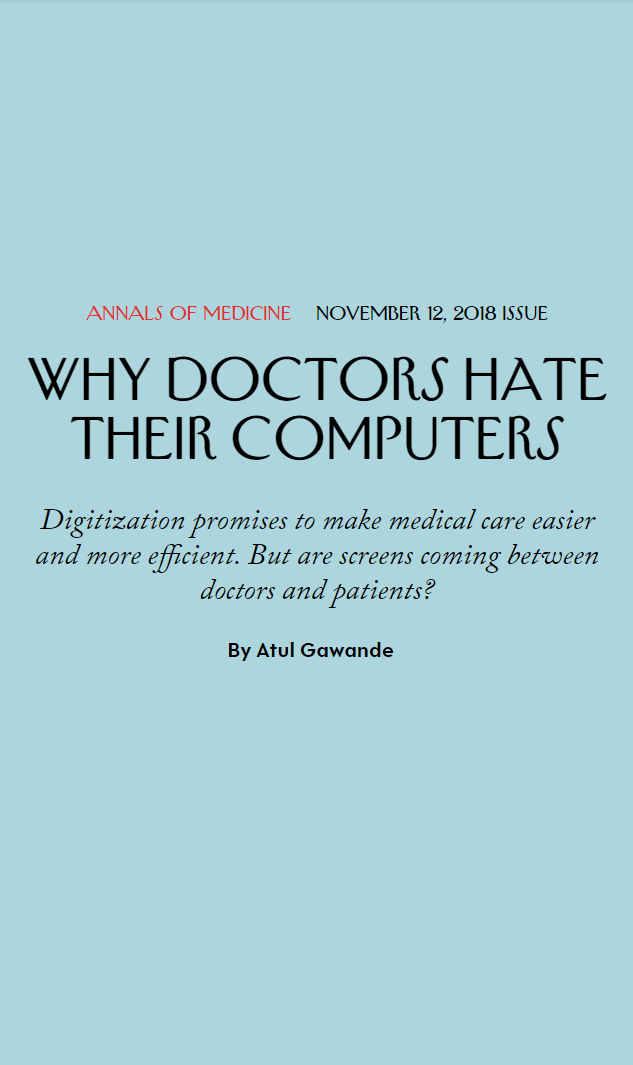 ANNALS OF MEDICINE NOVEMBER 12, 2018 ISSUE
WHY DOCTORS HATE
THEIR COMPUTERS
Digitization promises to make medical care easier
and more efficient. But are screens coming between
doctors and patients?
By Atul Gawande